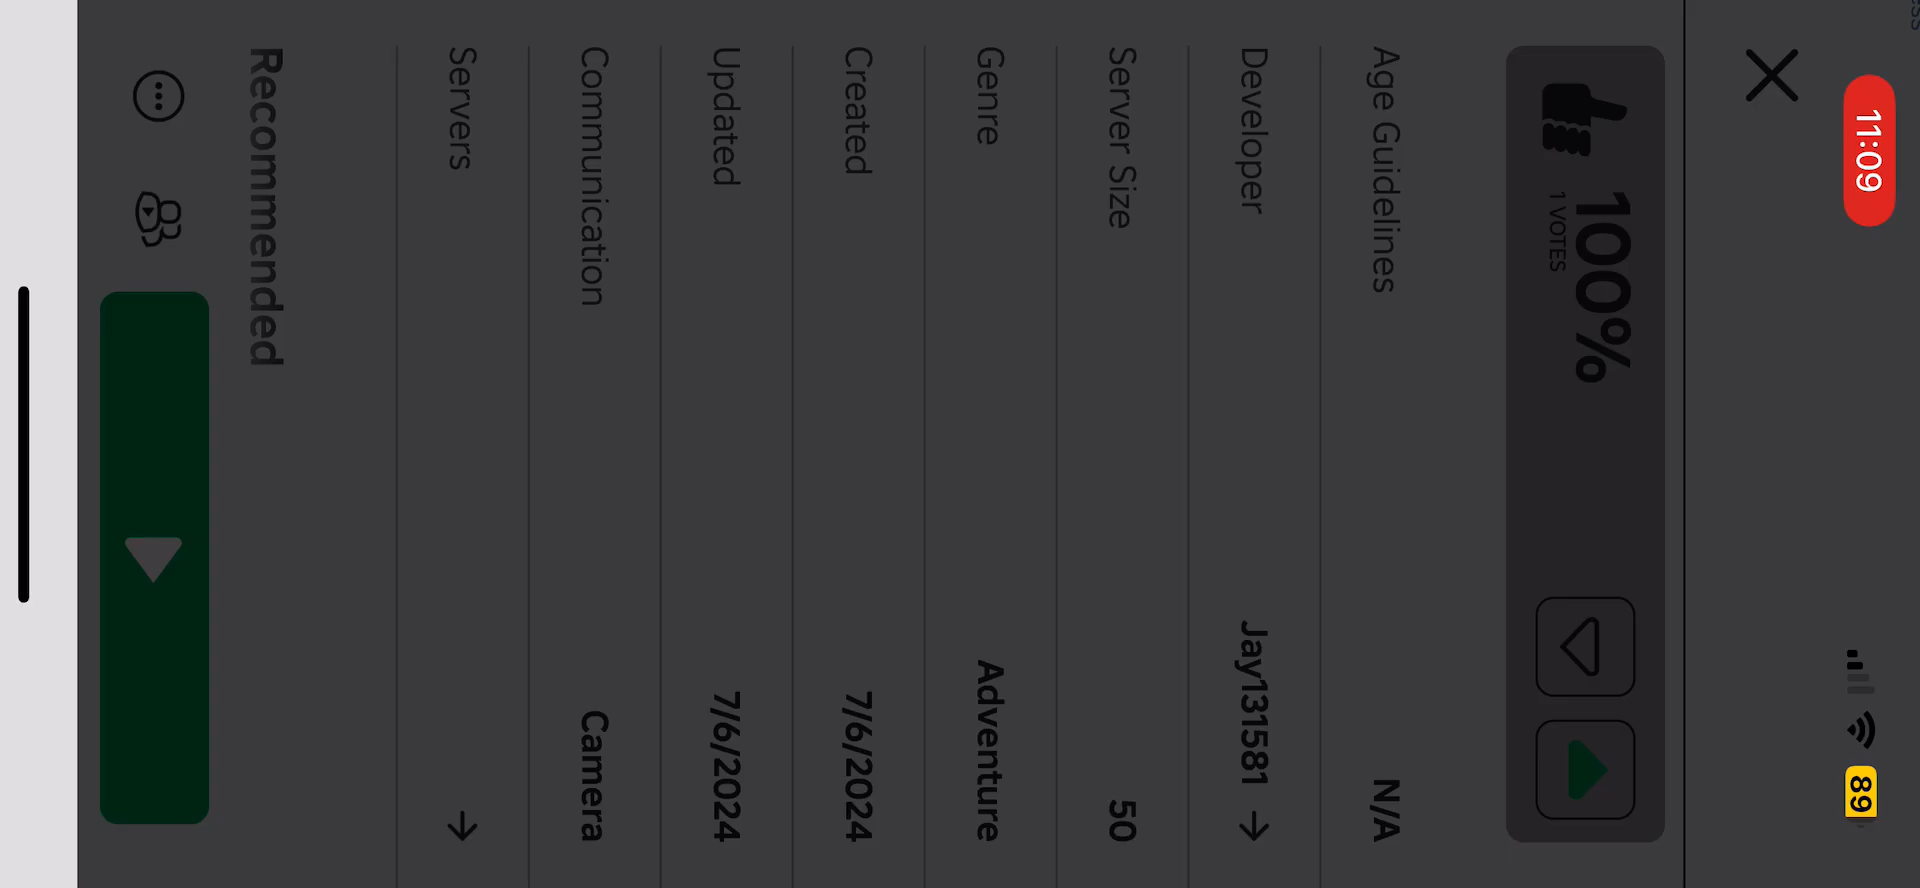 11:09
89
100%
1 VOTES
Age Guidelines N/A
Developer Jay131581
Server Size 50
Genre Adventure
Created 7/6/2024
Updated 7/6/2024
Communication Camera
Servers
Recommended